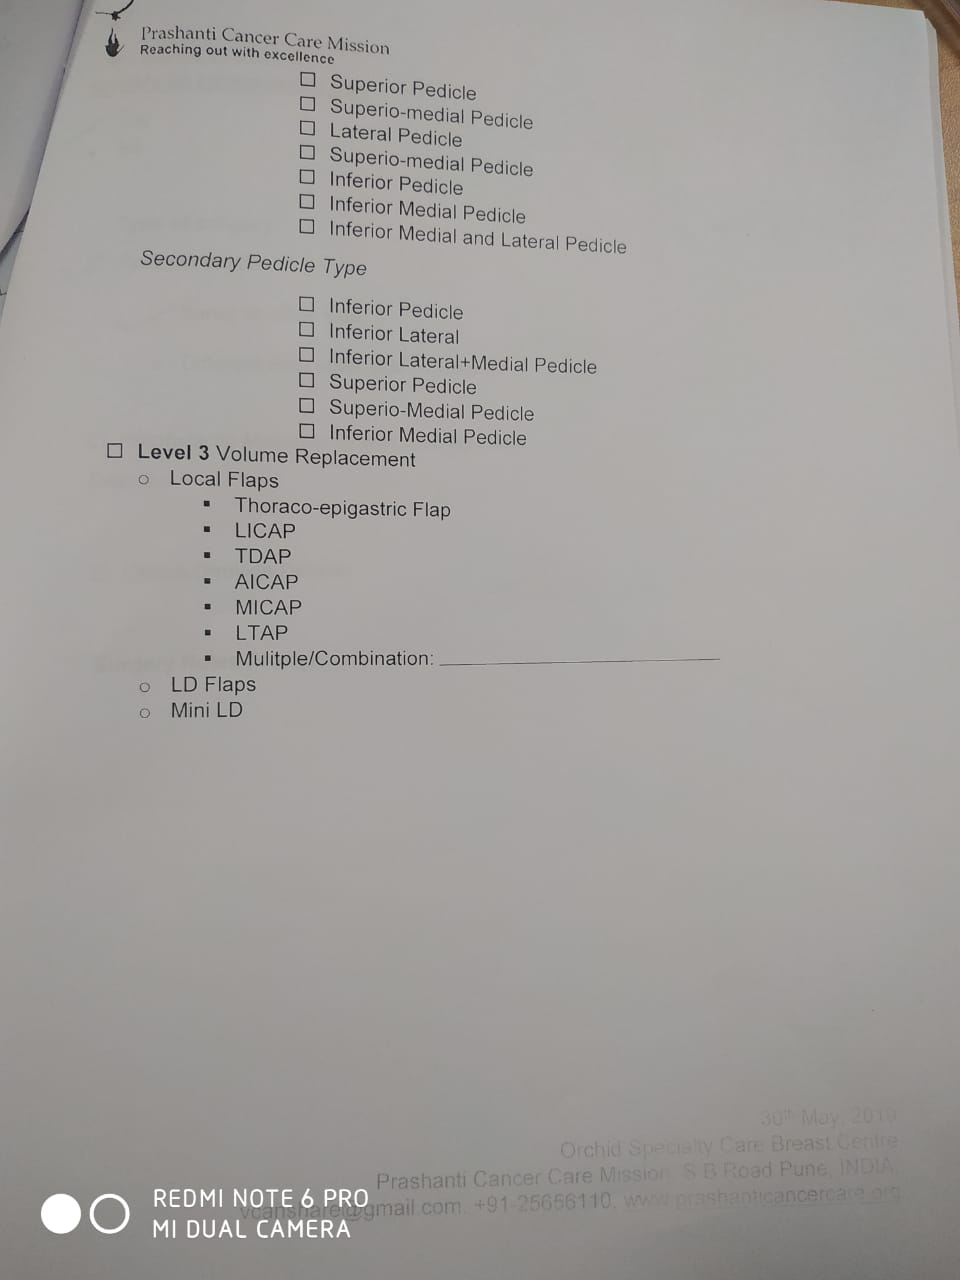 Prashanti Cancer Care Mission
Reaching out with excellence
☐ Superior Pedicle
☐ Superio-medial Pedicle
☐ Lateral Pedicle
☐ Superio-medial Pedicle
☐ Inferior Pedicle
☐ Inferior Medial Pedicle
☐ Inferior Medial and Lateral Pedicle
Secondary Pedicle Type
☐ Inferior Pedicle
☐ Inferior Lateral
☐ Inferior Lateral+Medial Pedicle
☐ Superior Pedicle
☐ Superio-Medial Pedicle
☐ Inferior Medial Pedicle
☐ Level 3 Volume Replacement
o Local Flaps
▪ Thoraco-epigastric Flap
▪ LICAP
▪ TDAP
▪ AICAP
▪ MICAP
▪ LTAP
▪ Mulitple/Combination: ____________________
o LD Flaps
o Mini LD
30th May, 2019
Orchid Specialty Care Breast Centre
Prashanti Cancer Care Mission, S B Road Pune, INDIA.
vcanshare@gmail.com. +91-25656110. www.prashanticancercare.org
REDMI NOTE 6 PRO
MI DUAL CAMERA